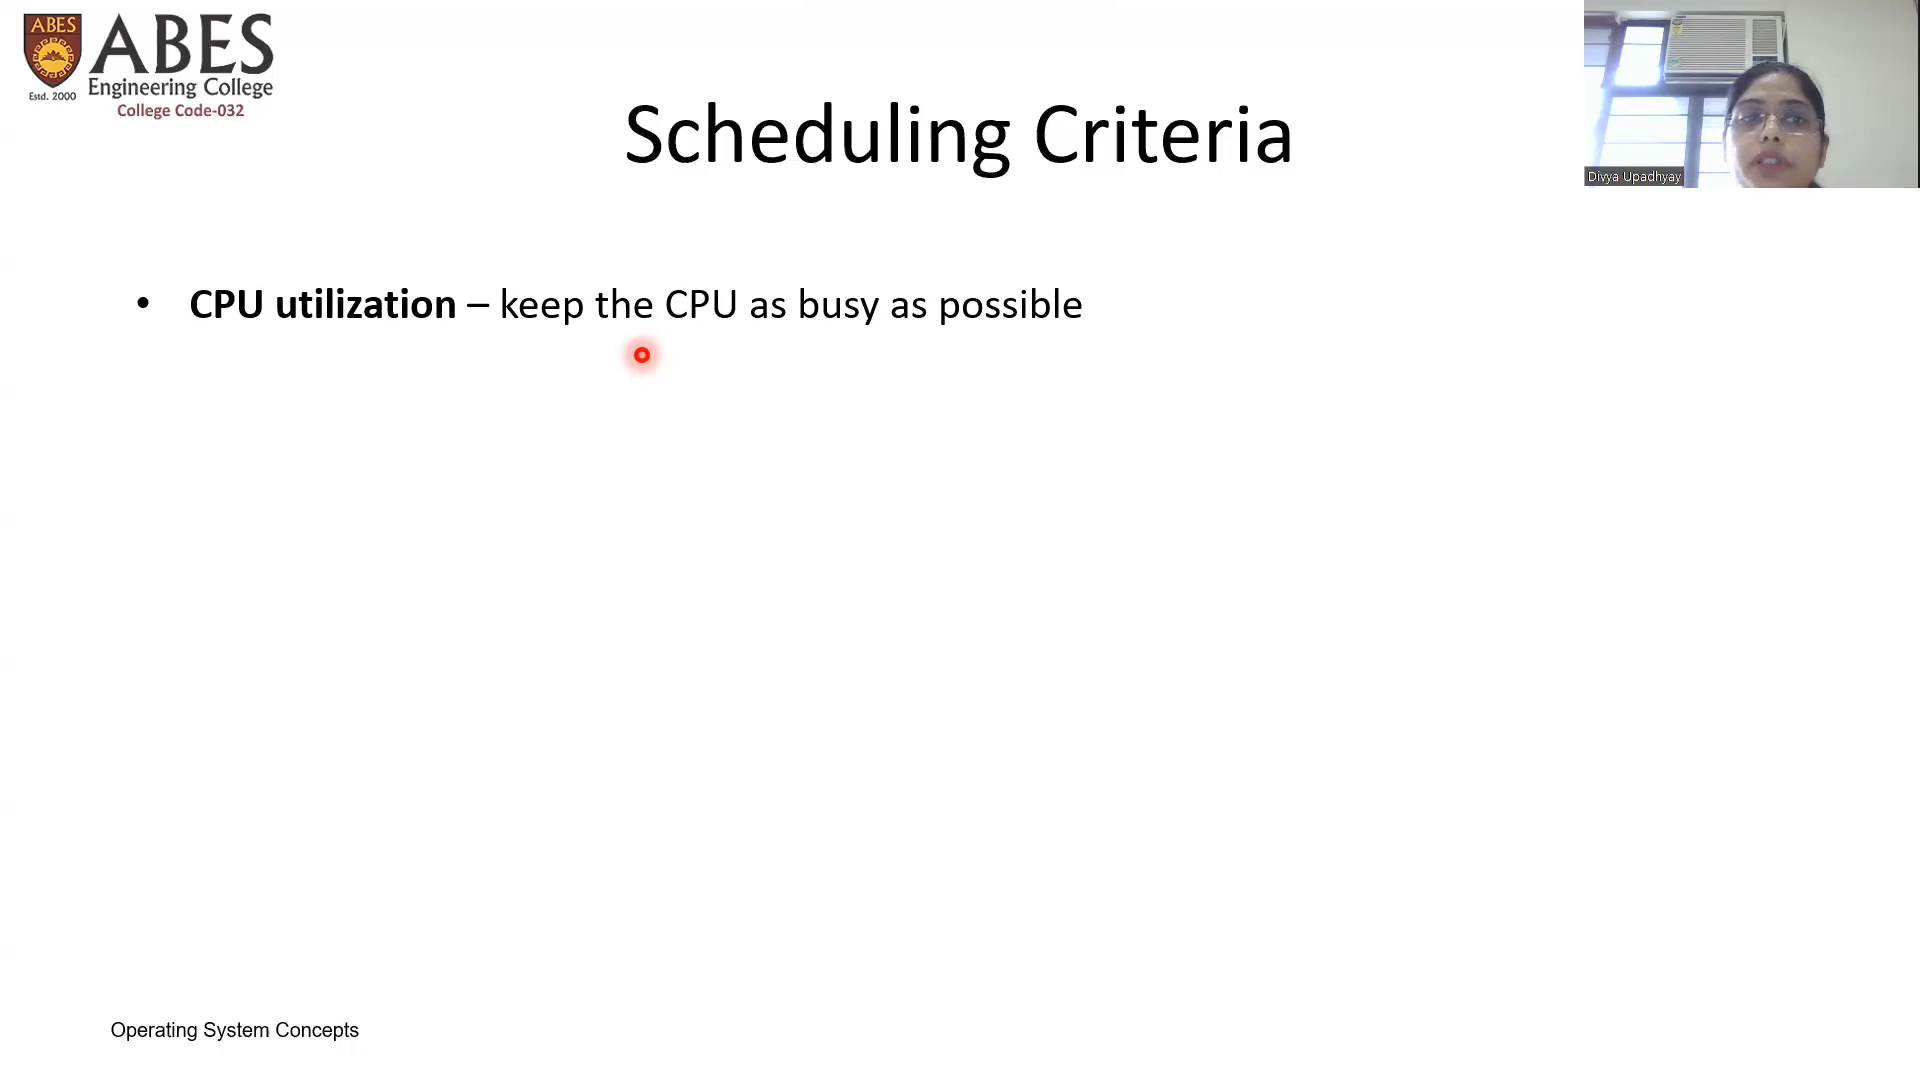 ABES
Estd. 2000
ABES
Engineering College
College Code-032
Scheduling Criteria
Divya Upadhyay
• CPU utilization – keep the CPU as busy as possible
Operating System Concepts